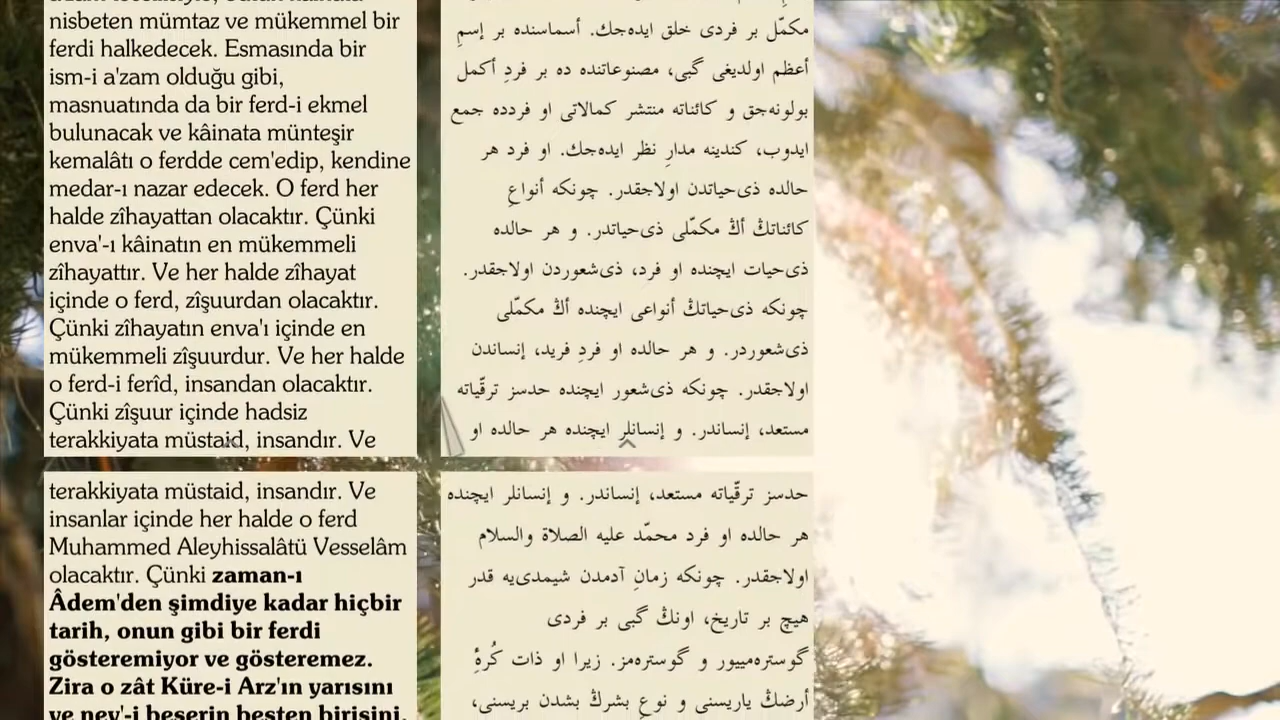 nisbeten mümtaz ve mükemmel bir
ferdi halkedecek. Esmasında bir
ism-i a'zam olduğu gibi,
masnuatında da bir ferd-i ekmel
bulunacak ve kâinata münteşir
kemalâtı o ferdde cem'edip, kendine
medar-ı nazar edecek. O ferd her
halde zîhayattan olacaktır. Çünki
enva'-ı kâinatın en mükemmeli
zîhayattır. Ve her halde zîhayat
içinde o ferd, zîşuurdan olacaktır.
Çünki zîhayatın enva'ı içinde en
mükemmeli zîşuurdur. Ve her halde
o ferd-i ferîd, insandan olacaktır.
Çünki zîşuur içinde hadsiz
terakkiyata müstaid, insandır. Ve
مكمّل بر فردى خلق ايده‌جك. أسماسنده بر إسمِ
أعظم اولديغى گبى، مصنوعاتنده ده بر فردِ أكمل
بولونه‌جق و كائناته منتشر كمالاتى او فردده جمع
ايدوب، كندينه مدارِ نظر ايده‌جك. او فرد هر
حالده ذى‌حياتدن اولاجقدر. چونكه أنواعِ
كائناتڭ أڭ مكمّلى ذى‌حياتدر. و هر حالده
ذى‌حيات ايچنده او فرد، ذى‌شعوردن اولاجقدر.
چونكه ذى‌حياتڭ أنواعى ايچنده أڭ مكمّلى
ذى‌شعوردر. و هر حالده او فردِ فريد، إنساندن
اولاجقدر. چونكه ذى‌شعور ايچنده حدسز ترقّياته
مستعد، إنساندر. و إنسانلر ايچنده هر حالده او
terakkiyata müstaid, insandır. Ve
insanlar içinde her halde o ferd
Muhammed Aleyhissalâtü Vesselâm
olacaktır. Çünki zaman-ı
Âdem'den şimdiye kadar hiçbir
tarih, onun gibi bir ferdi
gösteremiyor ve gösteremez.
Zira o zât Küre-i Arz'ın yarısını
ve nev'-i beşerin beşten birisini,
حدسز ترقّياته مستعد، إنساندر. و إنسانلر ايچنده
هر حالده او فرد محمّد عليه الصلاة والسلام
اولاجقدر. چونكه زمانِ آدمدن شيمدى‌يه قدر
هيچ بر تاريخ، اونڭ گبى بر فردى
گوستره‌مييور و گوستره‌مز. زيرا او ذات كُرۀِ
أرضڭ ياريسنى و نوعِ بشرڭ بشدن بريسنى،